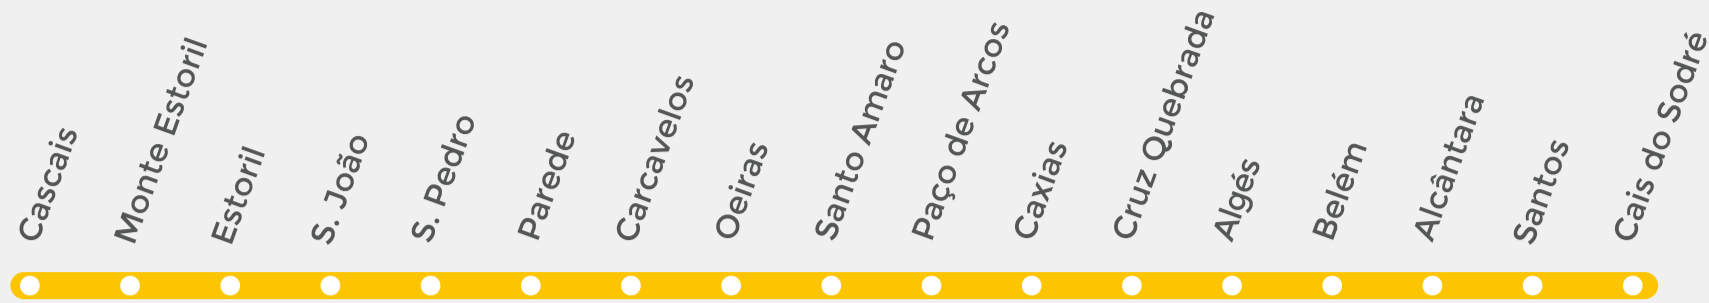 Cascais
Monte Estoril
Estoril
S. João
S. Pedro
Parede
Carcavelos
Oeiras
Santo Amaro
Paço de Arcos
Caxias
Cruz Quebrada
Algés
Belém
Alcântara
Santos
Cais do Sodré